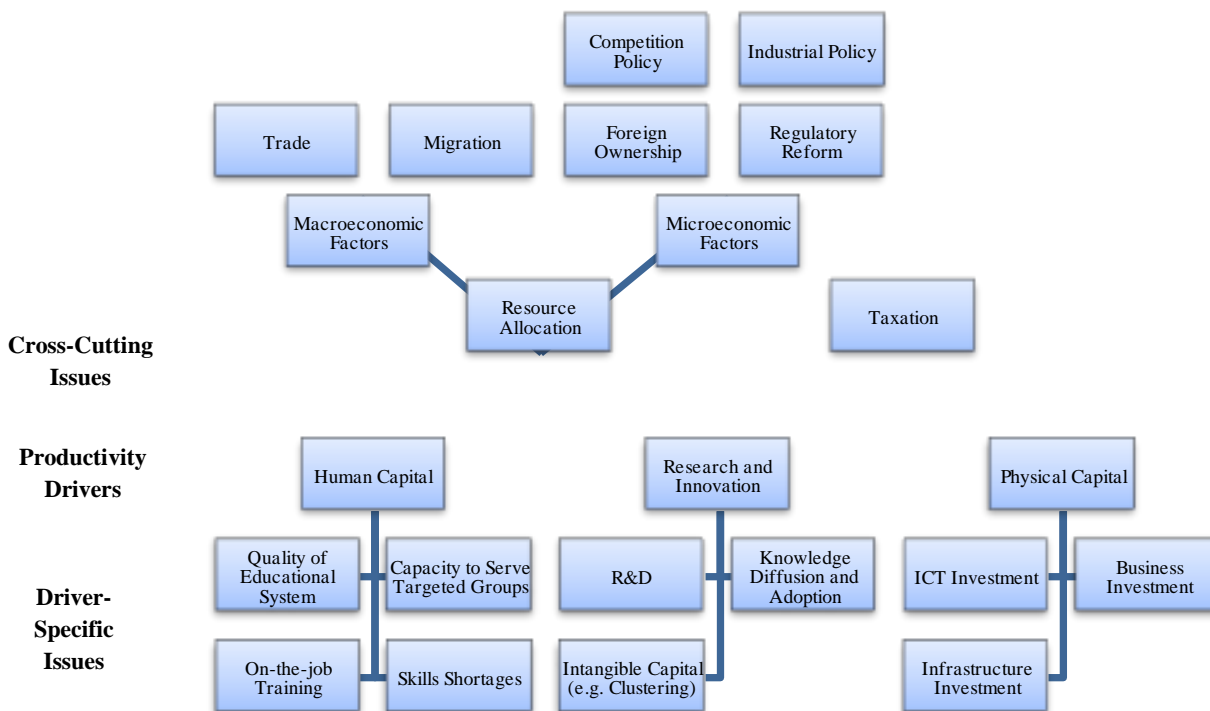 Competition
Policy
Industrial Policy
Trade
Migration
Foreign
Ownership
Regulatory
Reform
Macroeconomic
Factors
Microeconomic
Factors
Resource
Allocation
Taxation
Cross-Cutting
Issues
Productivity
Drivers
Human Capital
Research and
Innovation
Physical Capital
Driver-
Specific
Issues
Quality of
Educational
System
Capacity to Serve
Targeted Groups
R&D
Knowledge
Diffusion and
Adoption
ICT Investment
Business
Investment
On-the-job
Training
Skills Shortages
Intangible Capital
(e.g. Clustering)
Infrastructure
Investment